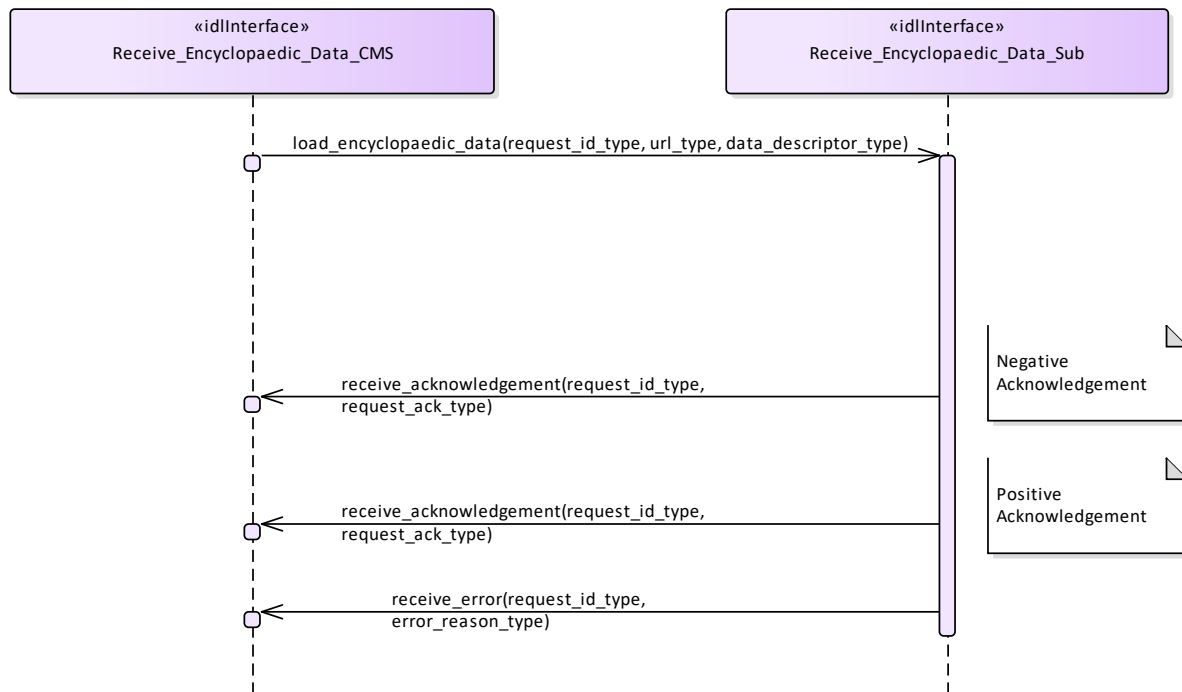 «idlInterface»
Receive_Encyclopaedic_Data_CMS
«idlInterface»
Receive_Encyclopaedic_Data_Sub
load_encyclopaedic_data(request_id_type, url_type, data_descriptor_type)
Negative
Acknowledgement
receive_acknowledgement(request_id_type,
request_ack_type)
Positive
Acknowledgement
receive_acknowledgement(request_id_type,
request_ack_type)
receive_error(request_id_type,
error_reason_type)